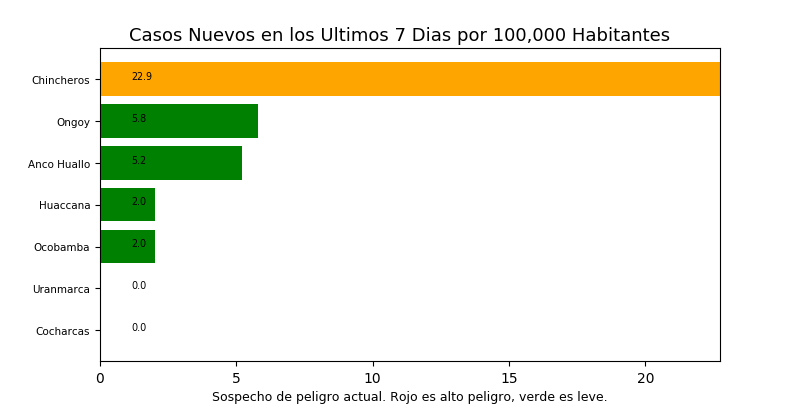 Casos Nuevos en los Ultimos 7 Dias por 100,000 Habitantes
Chincheros 22.9
Ongoy 5.8
Anco Huallo 5.2
Huaccana 2.0
Ocobamba 2.0
Uranmarca 0.0
Cocharcas 0.0
0 5 10 15 20
Sospecho de peligro actual. Rojo es alto peligro, verde es leve.